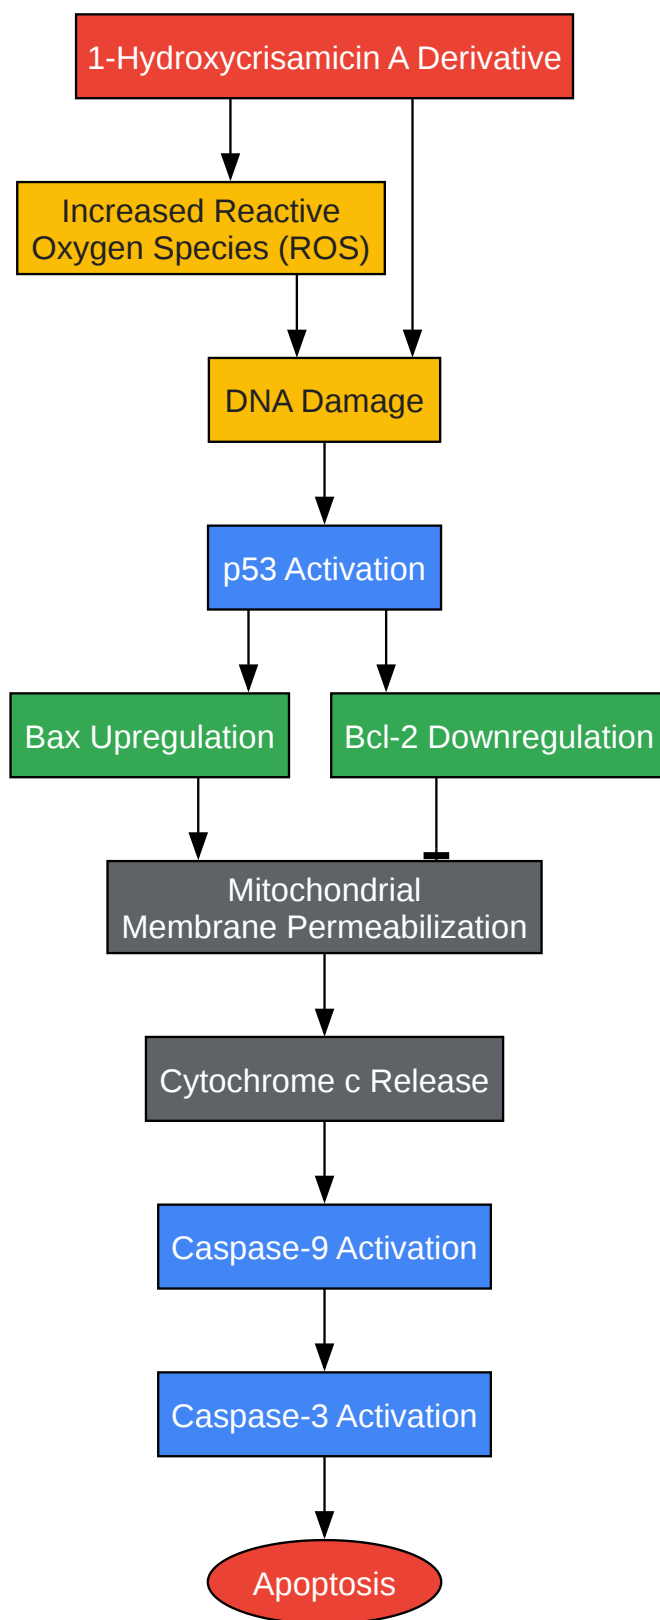 1-Hydroxycrisamicin A Derivative
Increased Reactive
Oxygen Species (ROS)
DNA Damage
p53 Activation
Bax Upregulation
Bcl-2 Downregulation
Mitochondrial
Membrane Permeabilization
Cytochrome c Release
Caspase-9 Activation
Caspase-3 Activation
Apoptosis